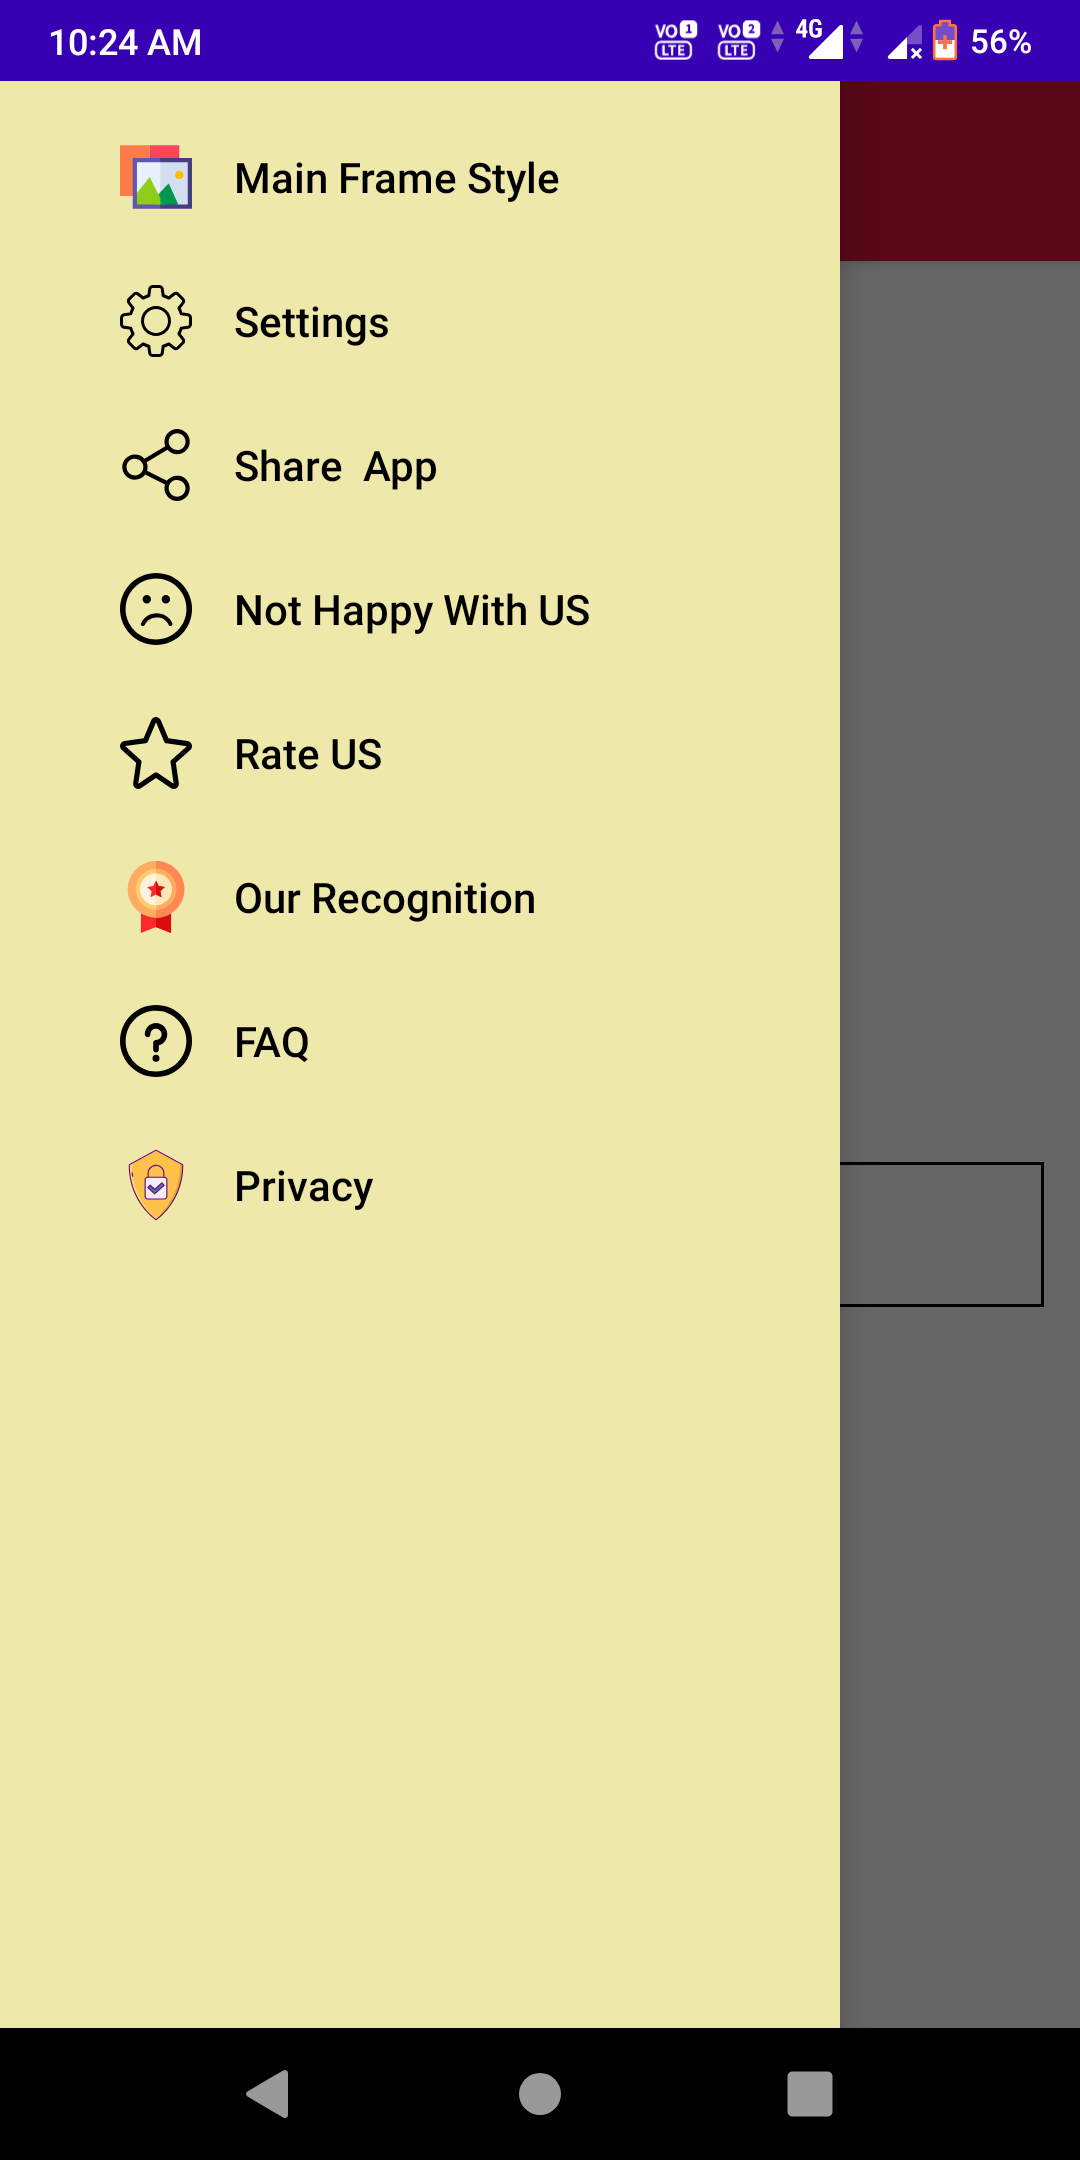 10:24 AM VO 1 LTE VO 2 LTE 4G 56%
Main Frame Style
Settings
Share  App
Not Happy With US
Rate US
Our Recognition
FAQ
Privacy